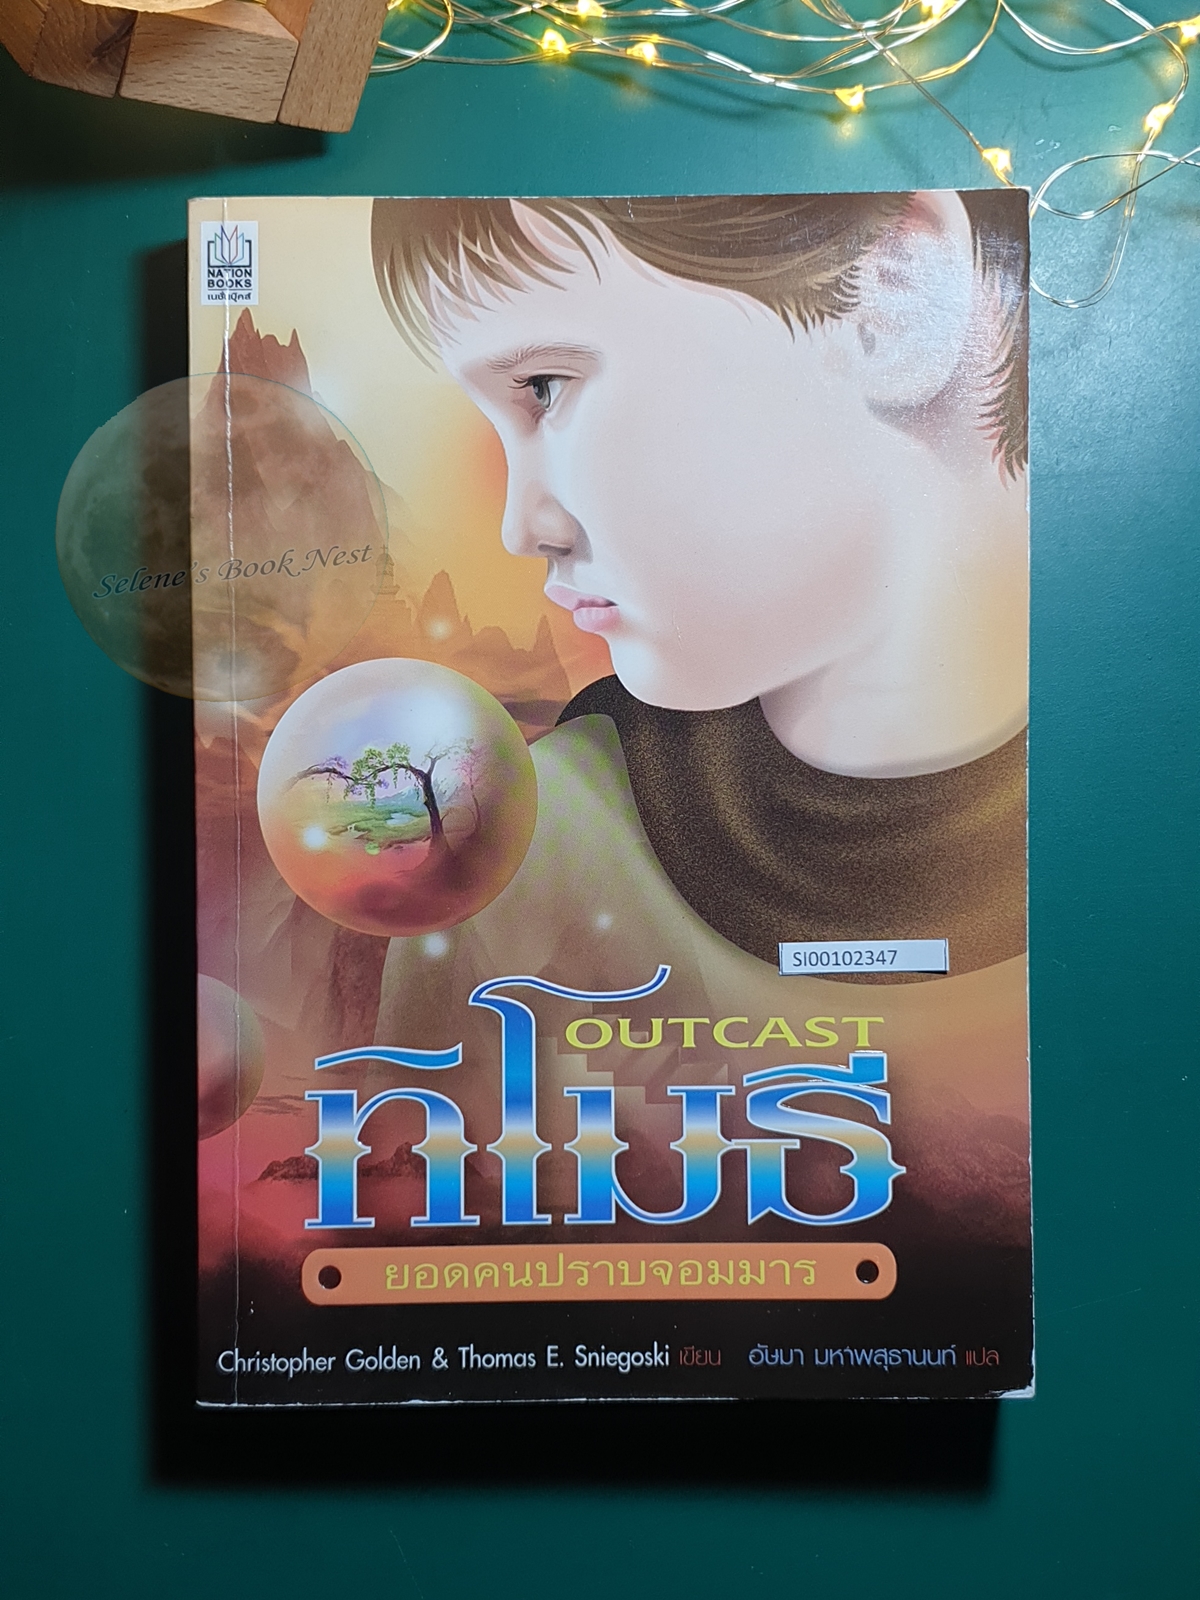 NATION
BOOKS
เนชั่นบุ๊คส์
Selene's Book Nest
SI00102347
OUTCAST
ทิโมธี
ยอดคนปราบจอมมาร
Christopher Golden & Thomas E. Sniegoski เขียน อัษมา มหาพสุธานนท์ แปล